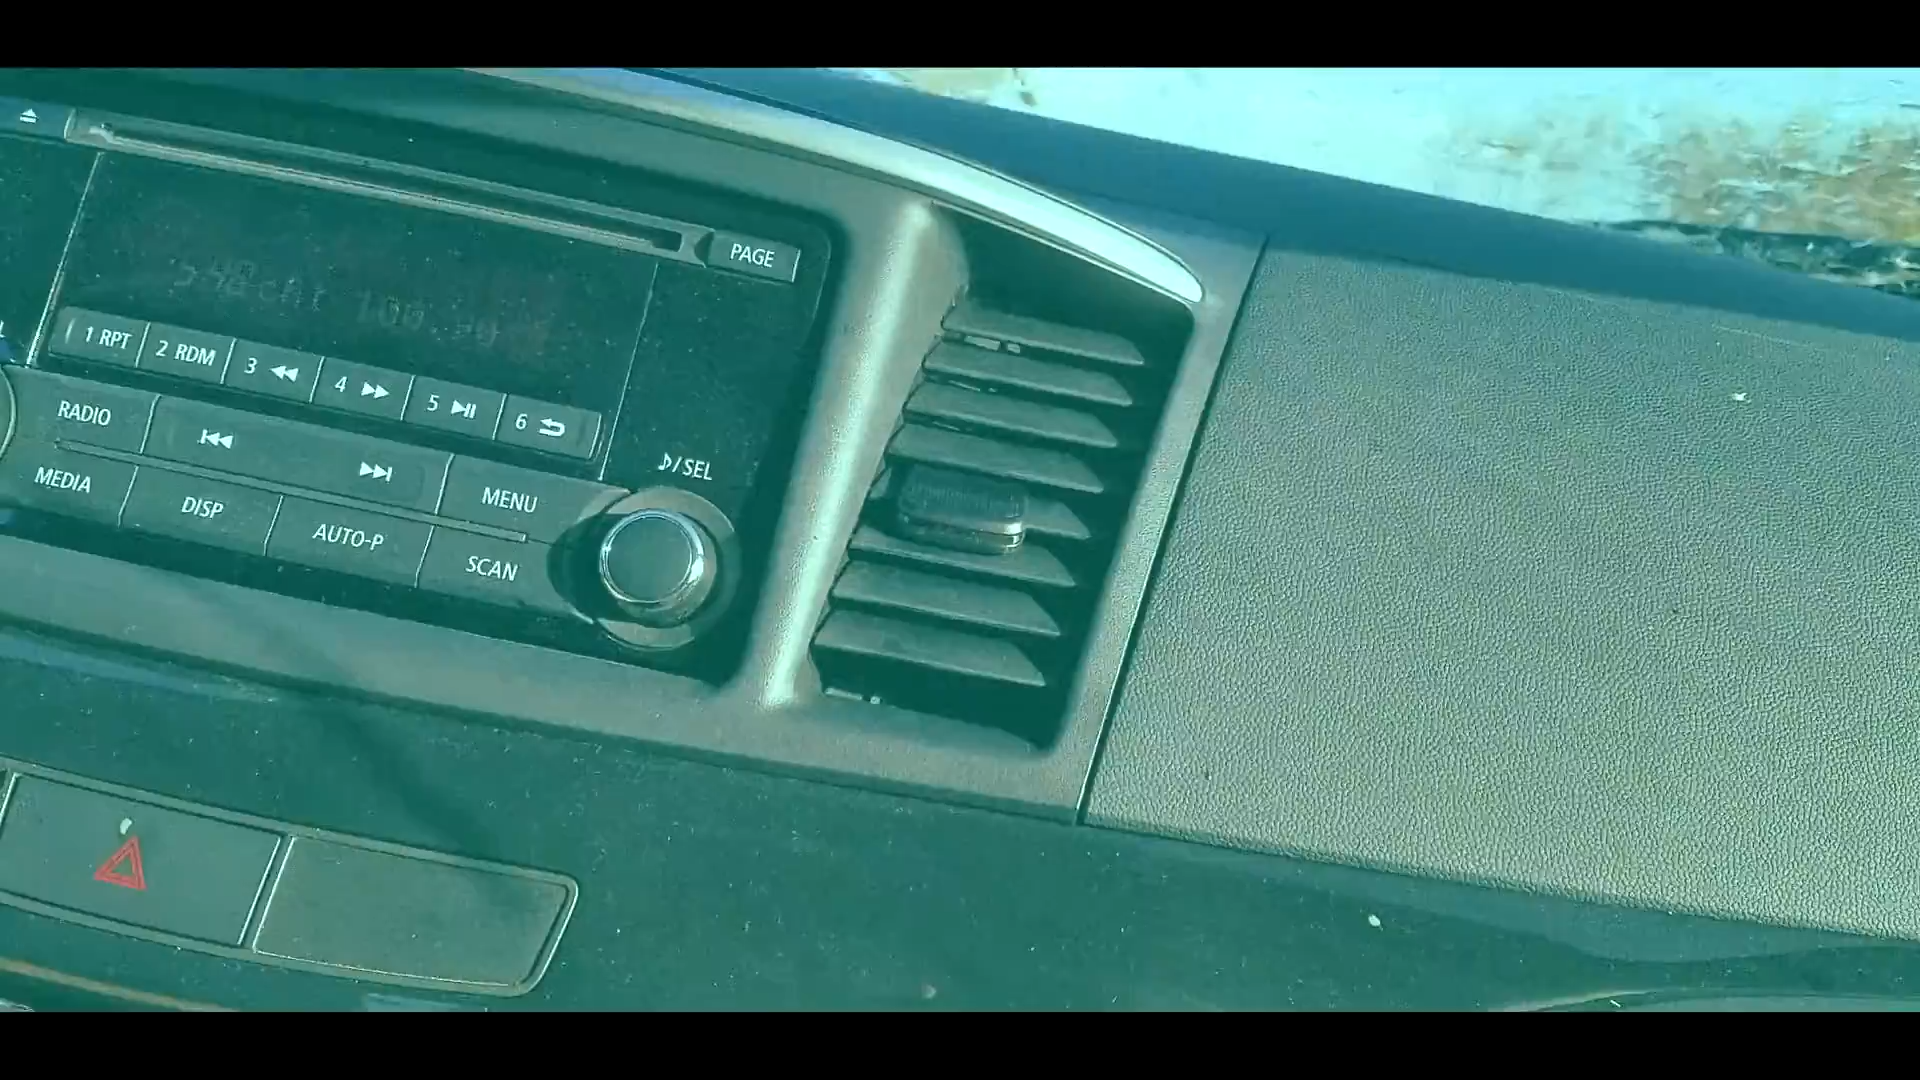 PAGE
1 RPT
2 RDM
3
4
5
6
RADIO
MENU
♪/SEL
MEDIA
DISP
AUTO-P
SCAN